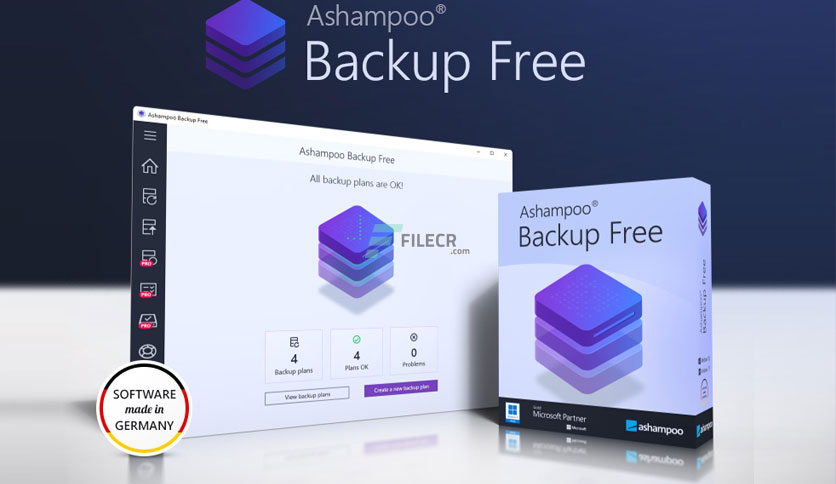 Ashampoo®
Backup Free
Ashampoo Backup Free
Ashampoo Backup Free
All backup plans are OK!
FILECR
.com
PRO
PRO
PRO
4
Backup plans
4
Plans OK
0
Problems
View backup plans
Create a new backup plan
SOFTWARE
made in
GERMANY
Ashampoo®
Backup Free
Backup Free
Microsoft Partner
Microsoft
ashampoo